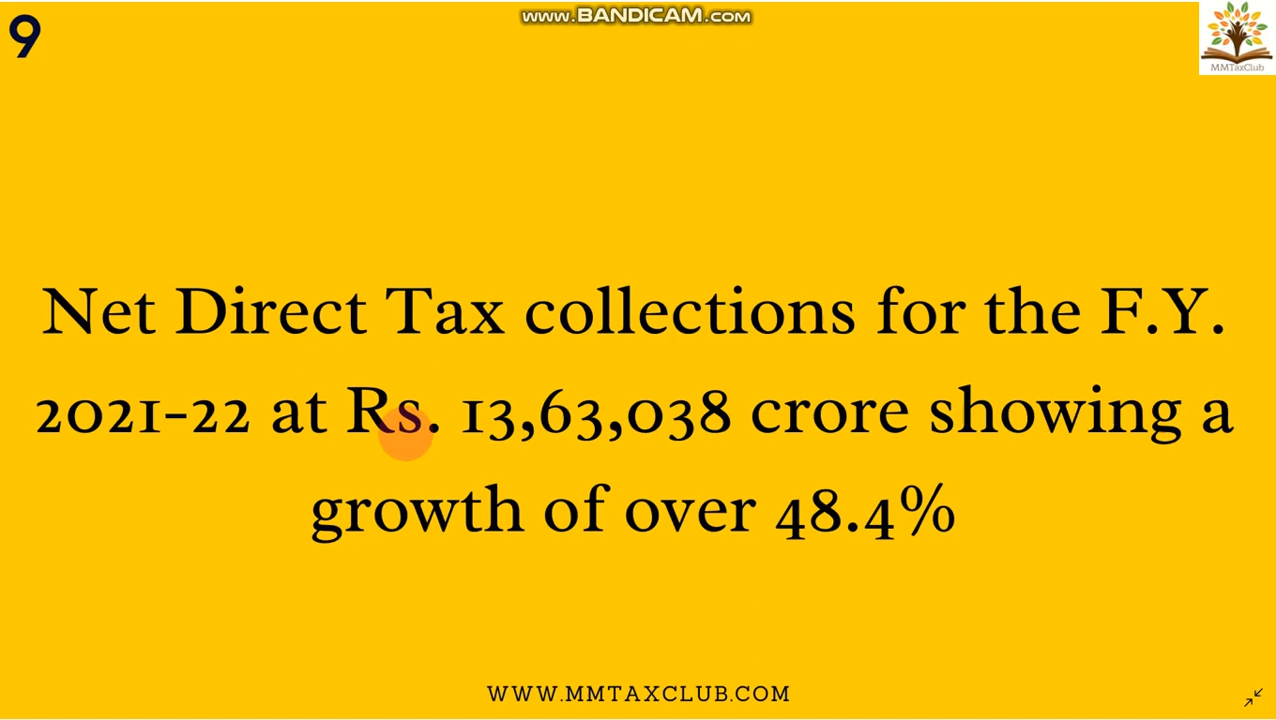 9
www.BANDICAM.com
MMTaxClub
Net Direct Tax collections for the F.Y.
2021-22 at Rs. 13,63,038 crore showing a
growth of over 48.4%
WWW.MMTAXCLUB.COM